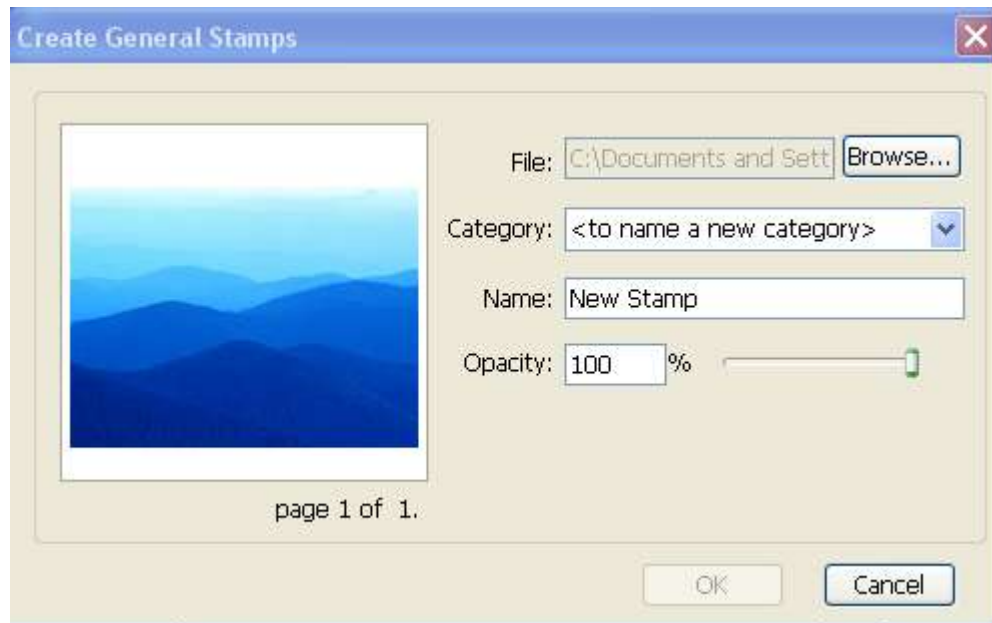 Create General Stamps
File: C:\Documents and Sett Browse...
Category: <to name a new category>
Name: New Stamp
Opacity: 100 %
page 1 of 1.
OK Cancel